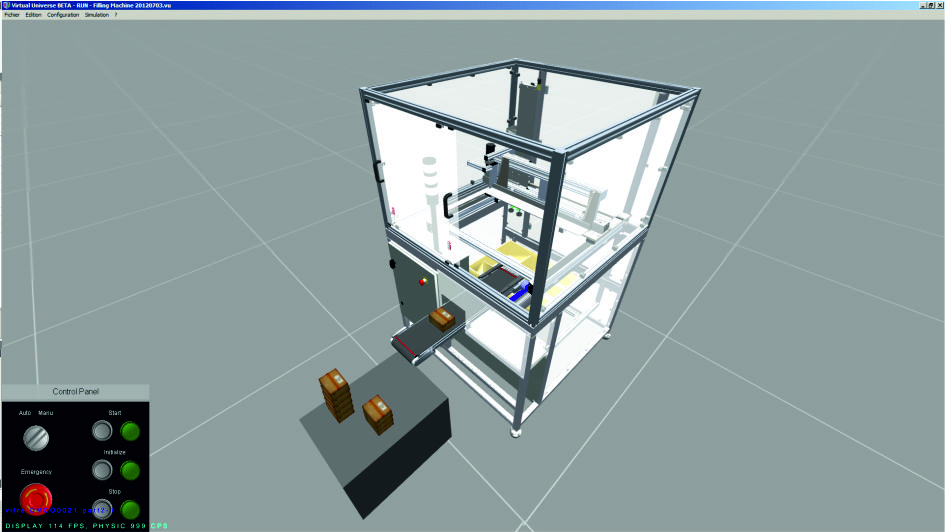 Virtual Universe BETA - RUN - Filling Machine 20120703.vu
Fichier Edition Configuration Simulation ?
Control Panel
Auto Manu Start
Initialize
Emergency
Stop
DISPLAY 114 FPS, PHYSIC 999 CPS